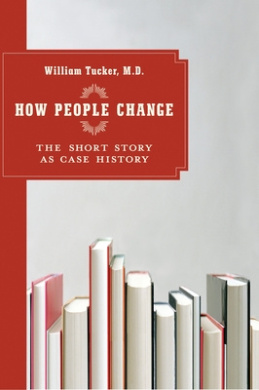 William Tucker, M.D.
HOW PEOPLE CHANGE
THE SHORT STORY
AS CASE HISTORY